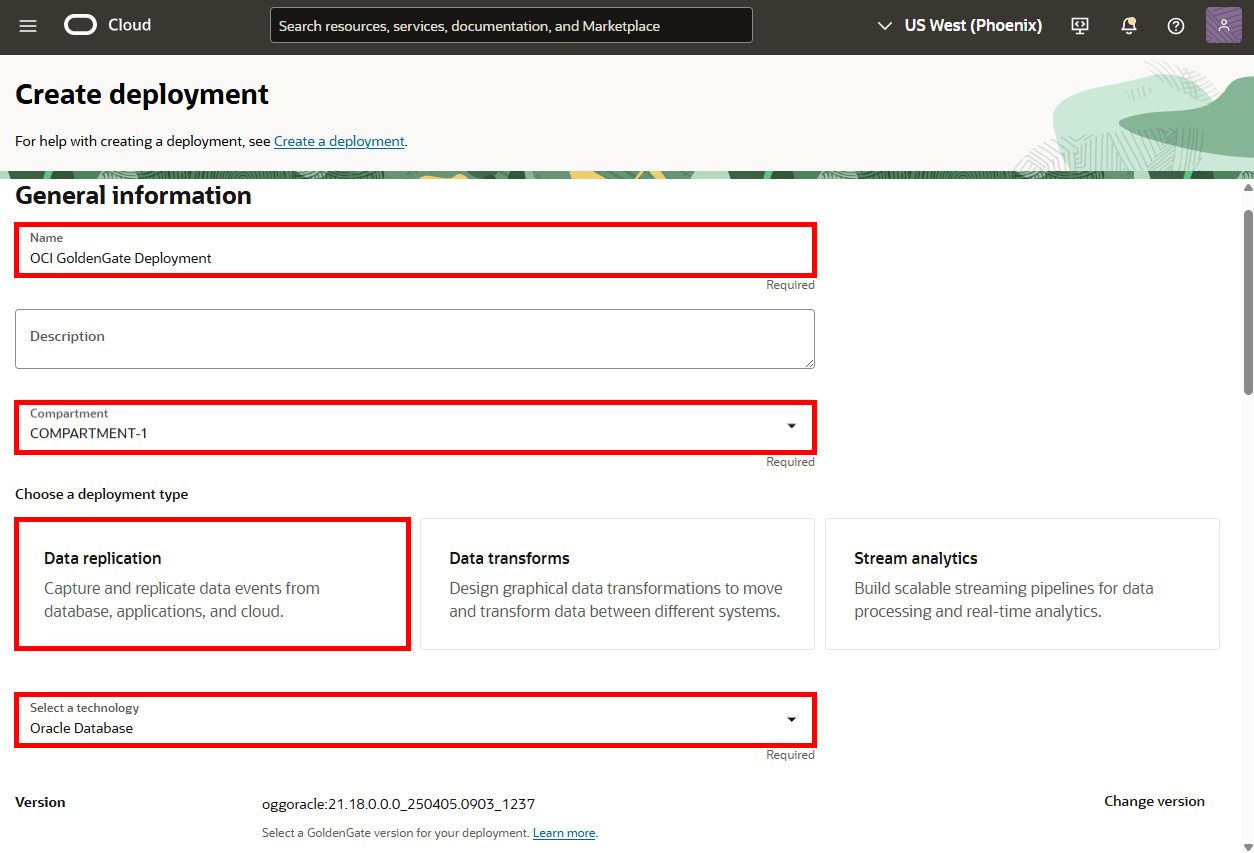 Cloud
Search resources, services, documentation, and Marketplace
US West (Phoenix)
Create deployment
For help with creating a deployment, see Create a deployment.
General information
Name
OCI GoldenGate Deployment
Required
Description
Compartment
COMPARTMENT-1
Required
Choose a deployment type
Data replication
Capture and replicate data events from
database, applications, and cloud.
Data transforms
Design graphical data transformations to move
and transform data between different systems.
Stream analytics
Build scalable streaming pipelines for data
processing and real-time analytics.
Select a technology
Oracle Database
Required
Version
oggoracle:21.18.0.0.0_250405.0903_1237
Change version
Select a GoldenGate version for your deployment. Learn more.